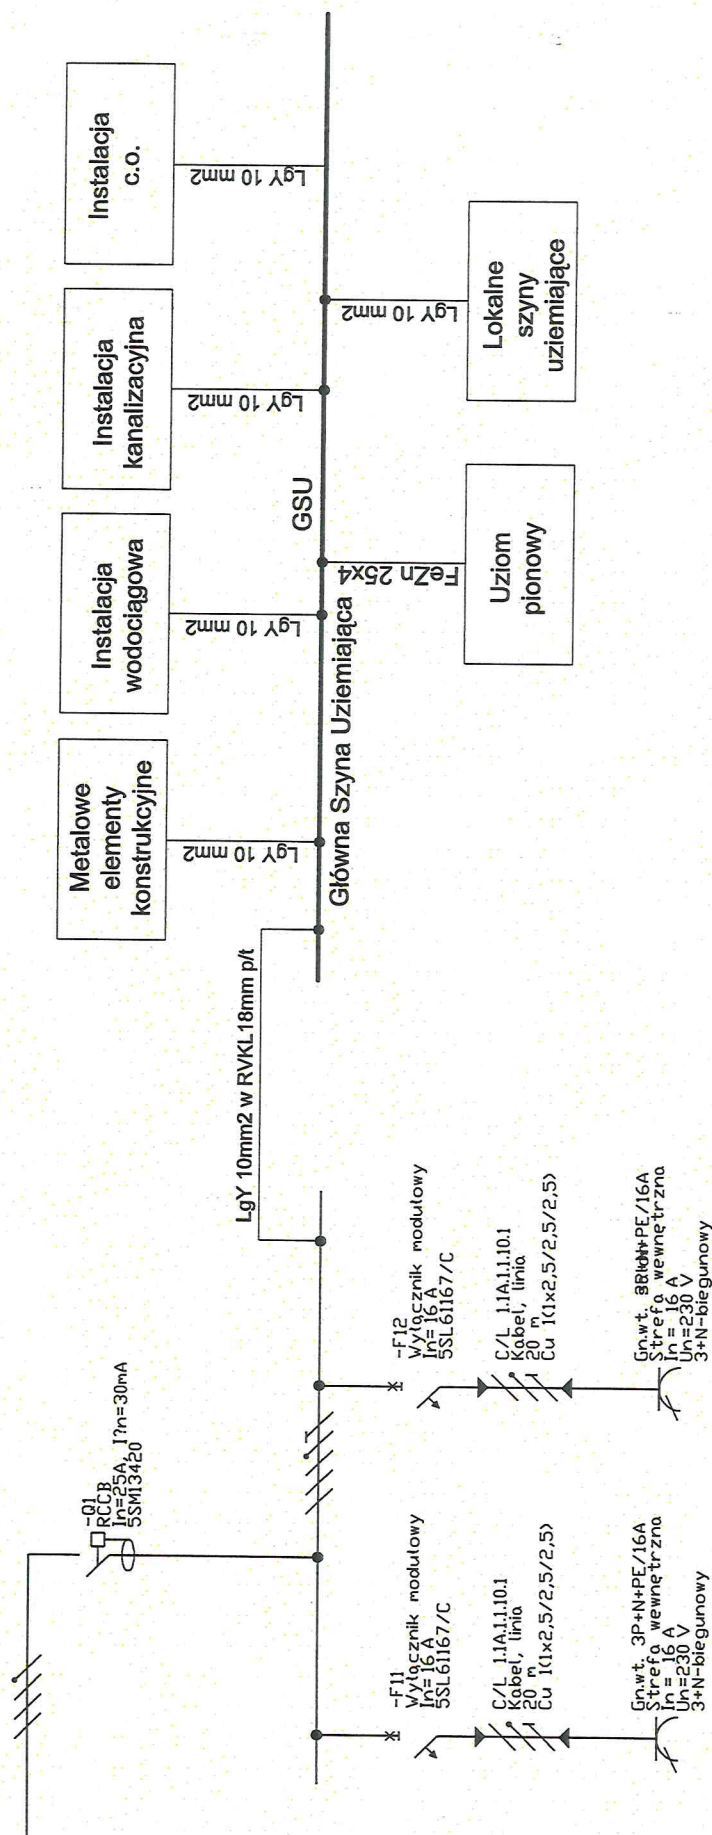 -Q1
RCCB
In=25A, I?n=30mA
5SM13420
-F11
Wyłącznik modułowy
In=16 A
5SL61167/C
C/L 1.1A.1.1.10.1
Kabel, linia
20 m
Cu 1(1x2,5/2,5/2,5)
Gn.wt. 3P+N+PE/16A
Strefa wewnętrzna
In = 16 A
Un=230 V
3+N-biegunowy
-F12
Wyłącznik modułowy
In=16 A
5SL61167/C
C/L 1.1A.1.1.10.1
Kabel, linia
20 m
Cu 1(1x2,5/2,5/2,5)
Gn.wt.
Strefa wewnętrzna
In = 16 A
Un=230 V
3+N-biegunowy
LgY 10mm2 w RVKL18mm p/t
Metalowe
elementy
konstrukcyjne
LgY 10 mm2
Instalacja
wodociągowa
LgY 10 mm2
Instalacja
kanalizacyjna
LgY 10 mm2
Instalacja
c.o.
LgY 10 mm2
Główna Szyna Uziemiająca
GSU
FeZn 25x4
Uziom
pionowy
LgY 10 mm2
Lokalne
szyny
uziemiające